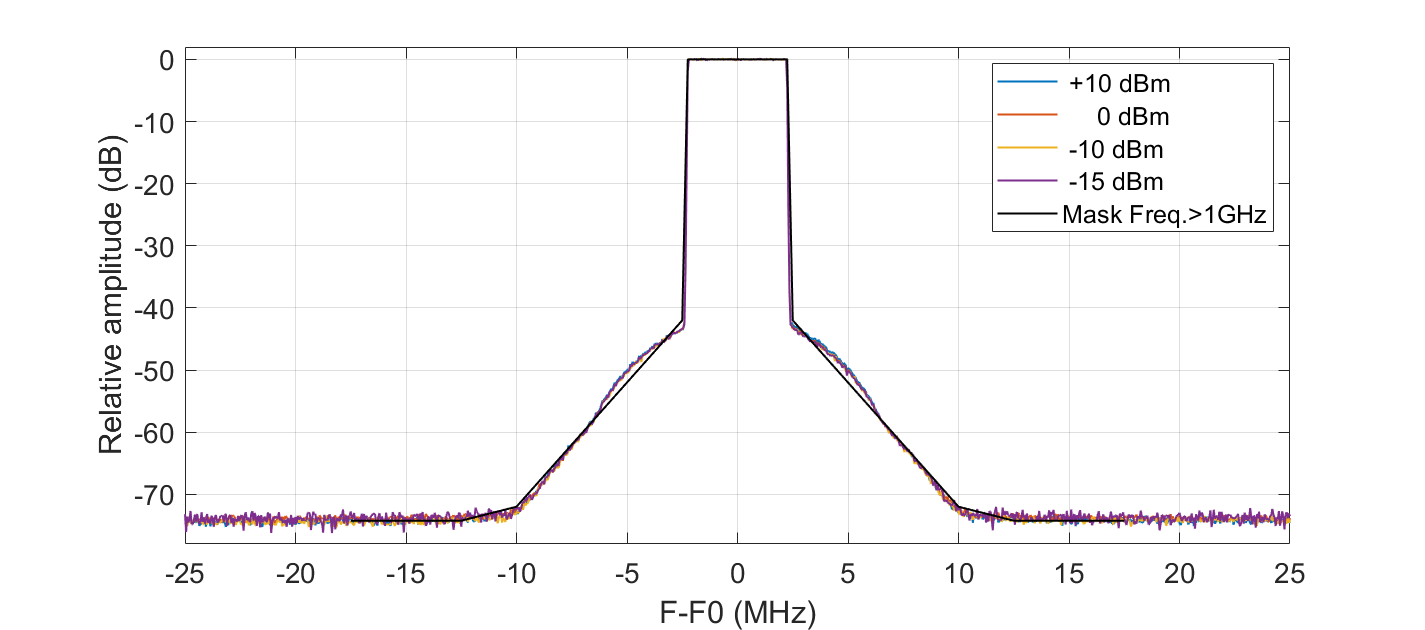 0
-10
-20
-30
-40
-50
-60
-70
Relative amplitude (dB)
+10 dBm
0 dBm
-10 dBm
-15 dBm
Mask Freq.>1GHz
-25 -20 -15 -10 -5 0 5 10 15 20 25
F-F0 (MHz)